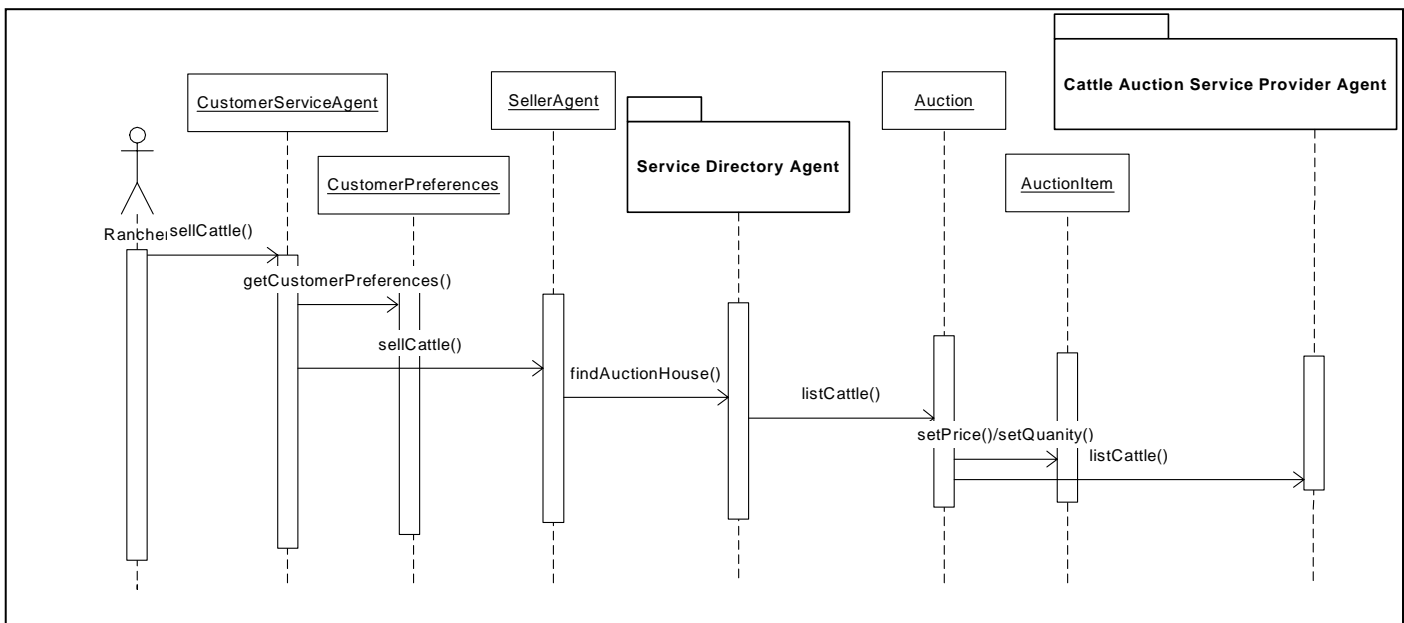 Cattle Auction Service Provider Agent
CustomerServiceAgent
SellerAgent
Auction
Service Directory Agent
CustomerPreferences
AuctionItem
Rancher
sellCattle()
getCustomerPreferences()
sellCattle()
findAuctionHouse()
listCattle()
setPrice()/setQuanity()
listCattle()